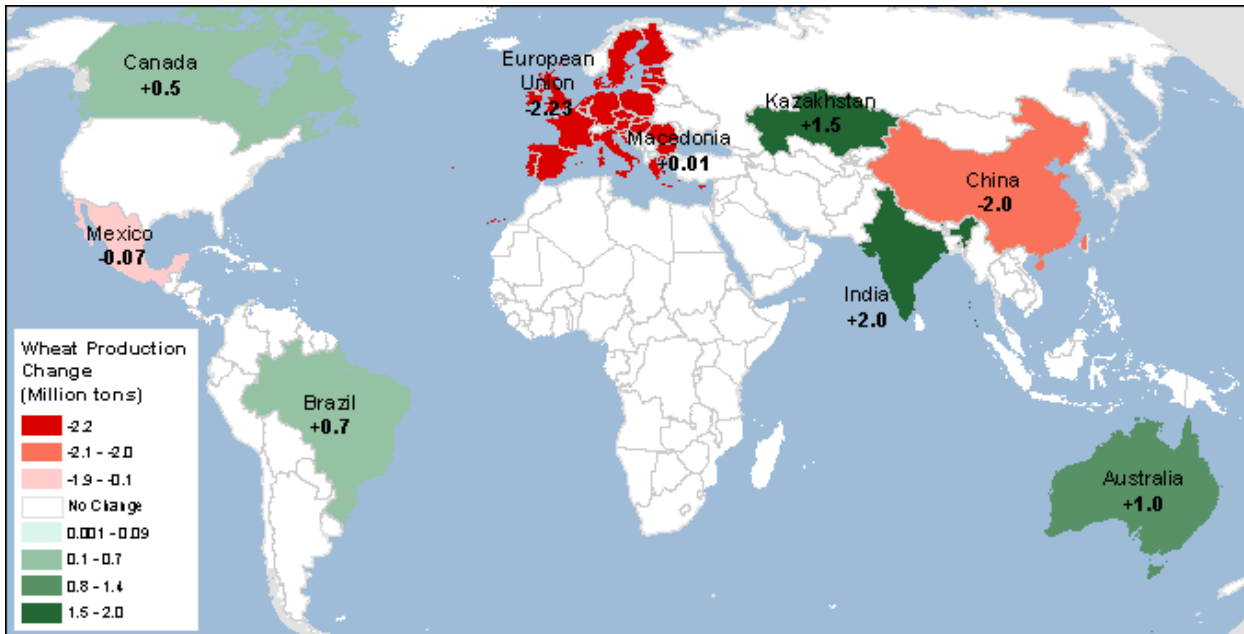 Canada
+0.5
European
Union
-2.23
Kazakhstan
+1.5
Macedonia
+0.01
China
-2.0
Mexico
-0.07
India
+2.0
Brazil
+0.7
Australia
+1.0
Wheat Production
Change
(Million tons)
-2.2
-2.1 - -2.0
-1.9 - -0.1
No Change
0.001 - 0.09
0.1 - 0.7
0.8 - 1.4
1.5 - 2.0